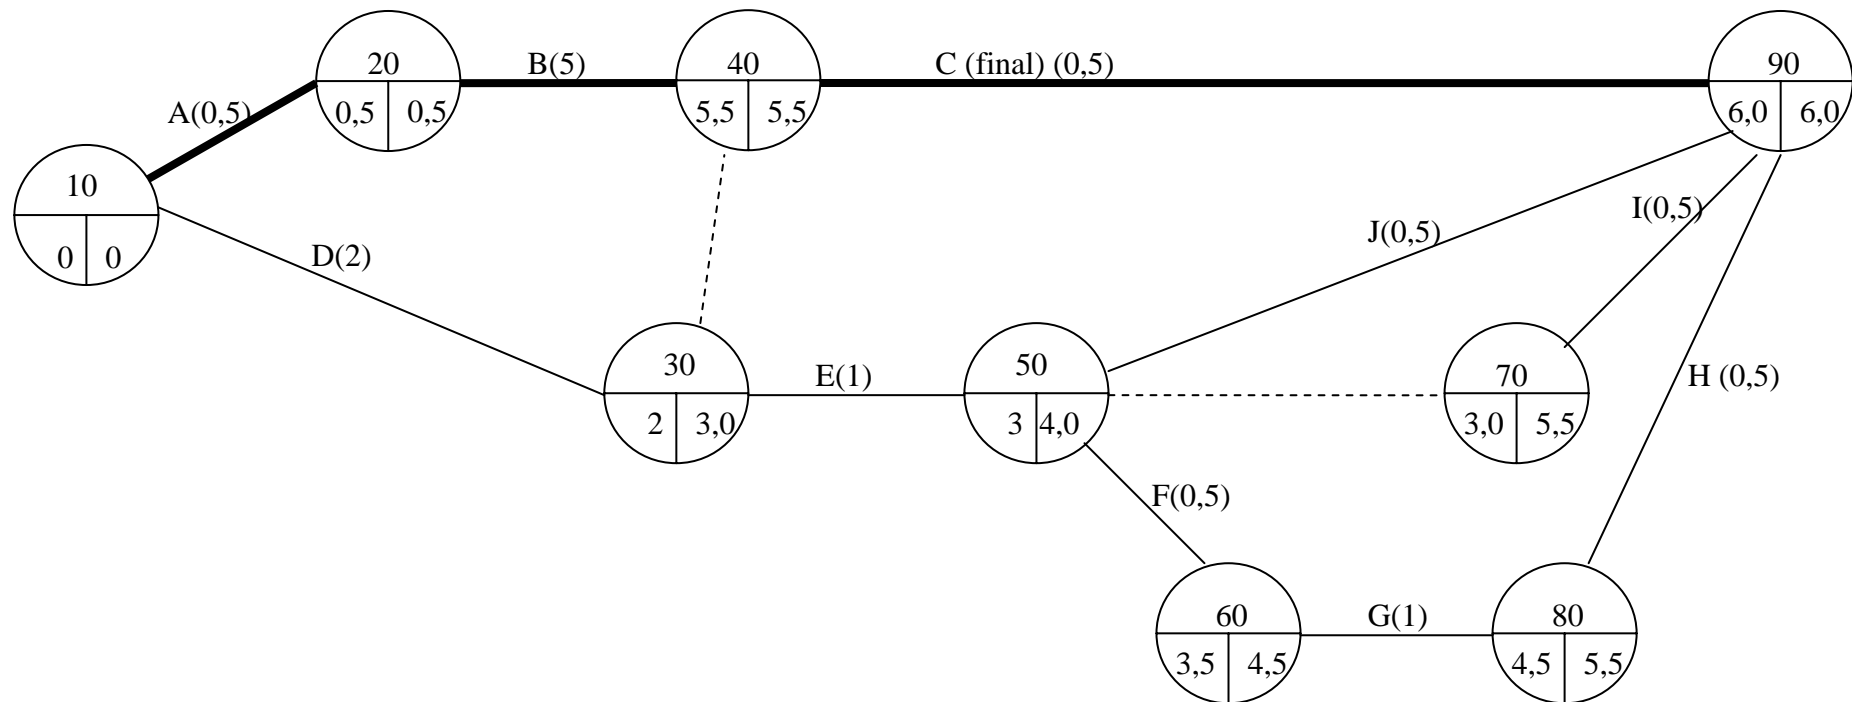 20
B(5)
40
C (final) (0,5)
90
A(0,5)
0,5 0,5
5,5 5,5
6,0 6,0
10
0 0
D(2)
J(0,5)
I(0,5)
30
E(1)
50
70
H (0,5)
2 3,0
3 4,0
3,0 5,5
F(0,5)
60
G(1)
80
3,5 4,5
4,5 5,5